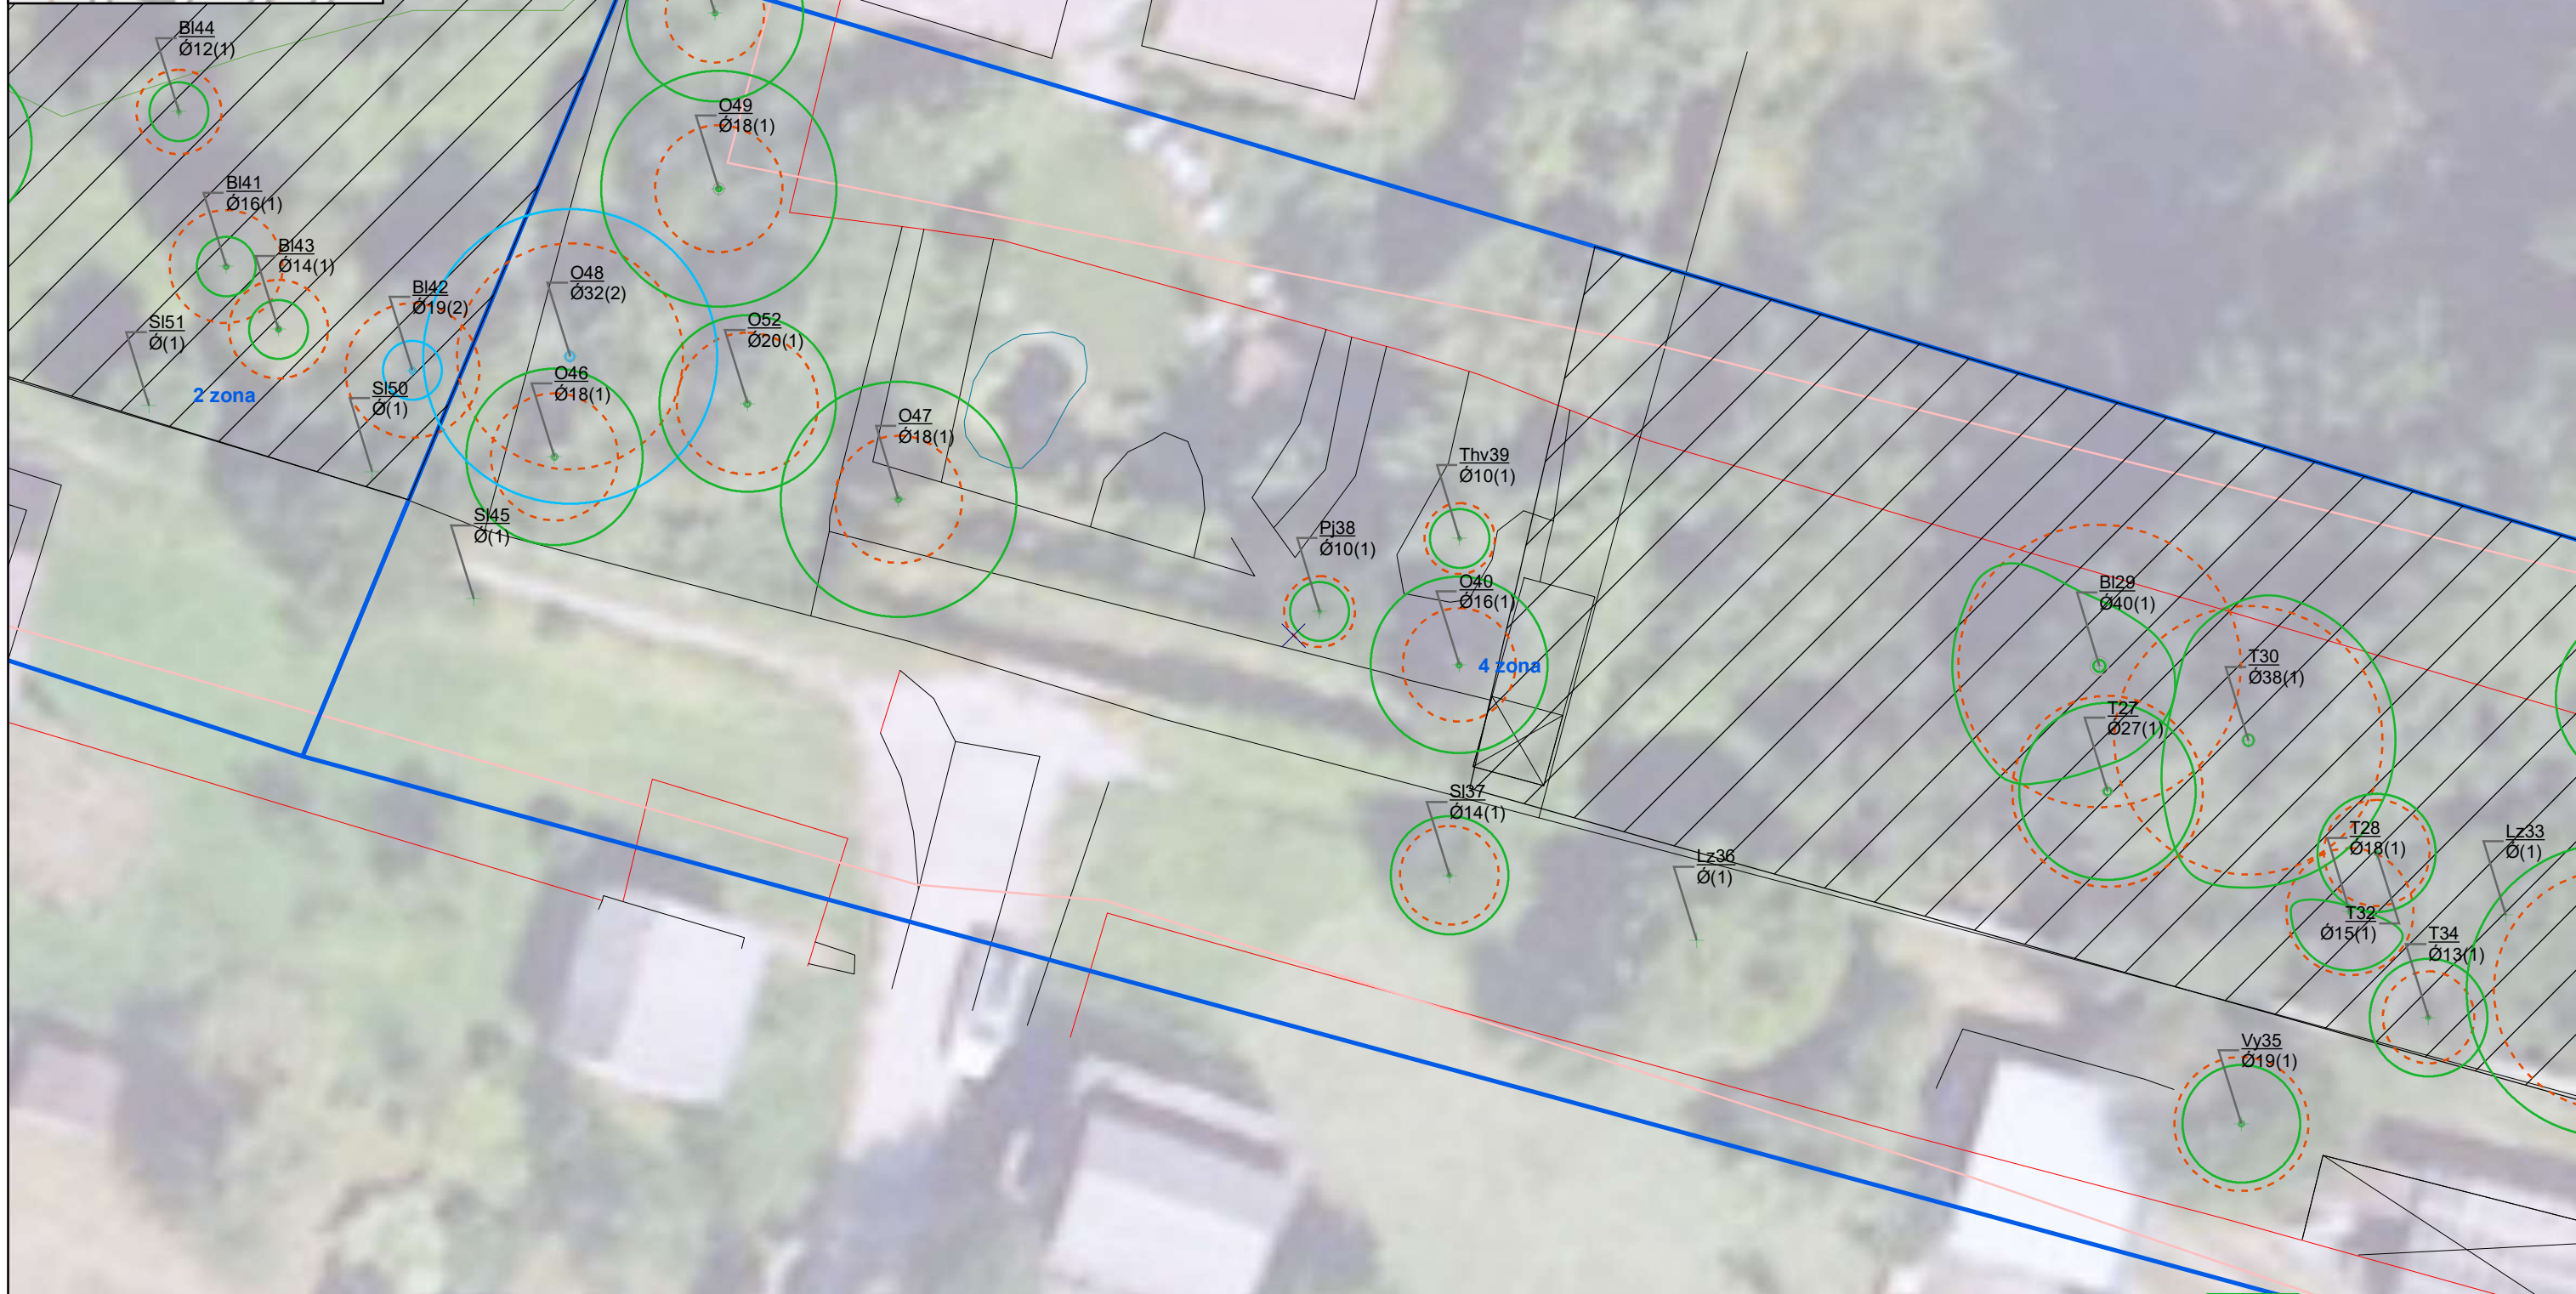 Bl44
Ø12(1)
O49
Ø18(1)
Bl41
Ø16(1)
Bl43
Ø14(1)
Bl42
Ø19(2)
O48
Ø32(2)
Sl51
Ø(1)
O52
Ø20(1)
2 zona
Sl50
Ø(1)
O46
Ø18(1)
O47
Ø18(1)
Thv39
Ø10(1)
Sl45
Ø(1)
Pj38
Ø10(1)
O40
Ø16(1)
Bl29
Ø40(1)
4 zona
T30
Ø38(1)
T27
Ø27(1)
Sl37
Ø14(1)
T28
Ø18(1)
Lz33
Ø(1)
Lz36
Ø(1)
T32
Ø15(1)
T34
Ø13(1)
Vy35
Ø19(1)